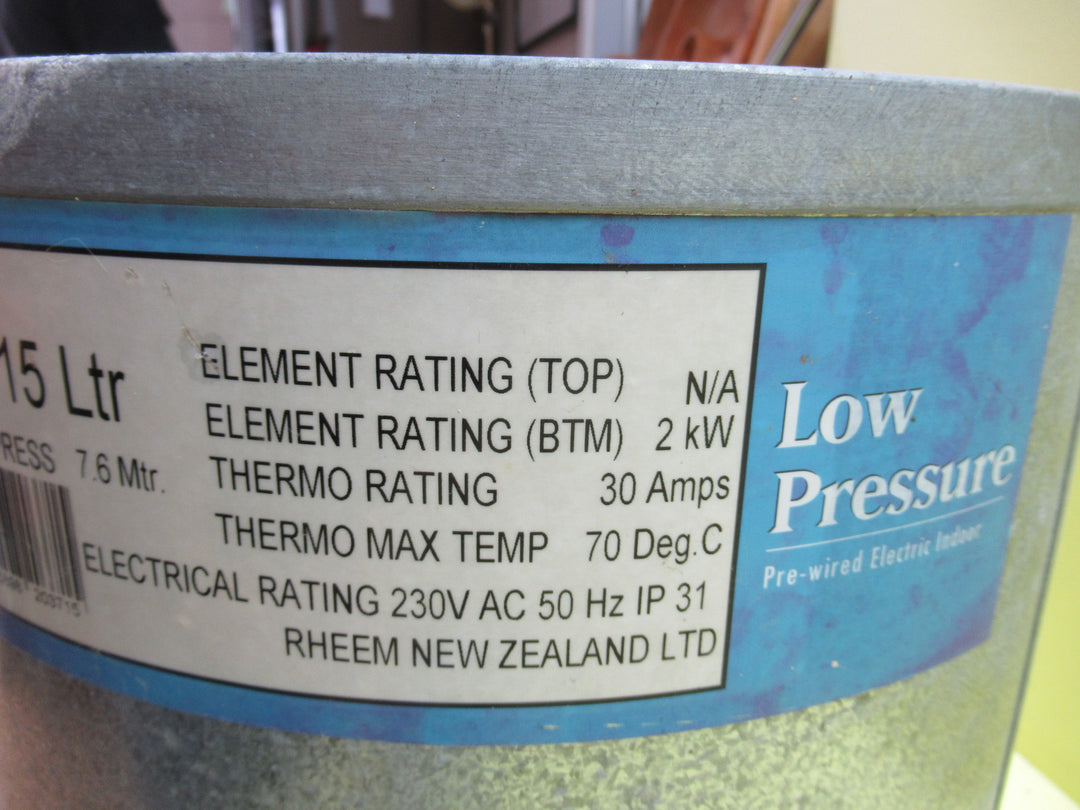 15 Ltr
PRESS 7.6 Mtr.
203715
ELEMENT RATING (TOP) N/A
ELEMENT RATING (BTM) 2 kW
THERMO RATING 30 Amps
THERMO MAX TEMP 70 Deg.C
ELECTRICAL RATING 230V AC 50 Hz IP 31
RHEEM NEW ZEALAND LTD
Low
Pressure
Pre-wired Electric Indoor